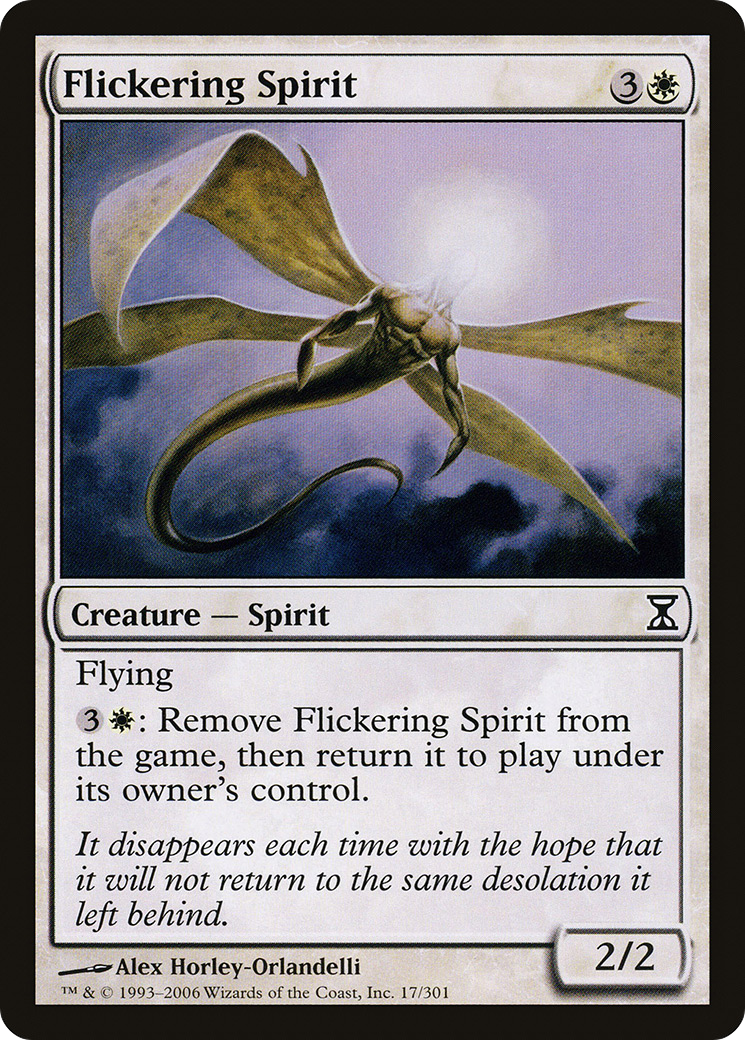 Flickering Spirit 3
Creature — Spirit
Flying
3 : Remove Flickering Spirit from
the game, then return it to play under
its owner's control.
It disappears each time with the hope that
it will not return to the same desolation it
left behind.
2/2
Alex Horley-Orlandelli
™ & © 1993–2006 Wizards of the Coast, Inc. 17/301